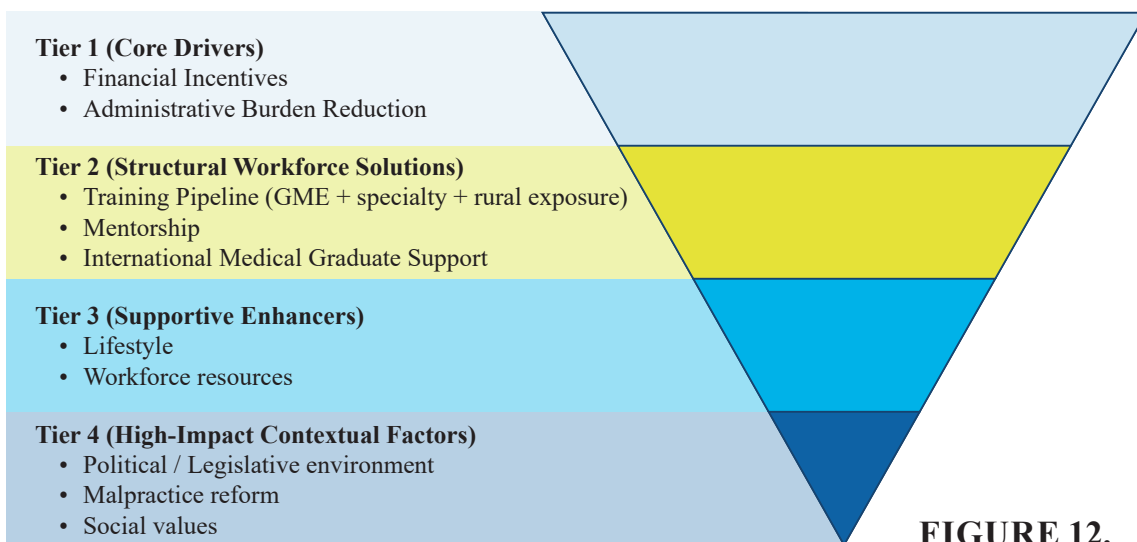 Tier 1 (Core Drivers)
• Financial Incentives
• Administrative Burden Reduction
Tier 2 (Structural Workforce Solutions)
• Training Pipeline (GME + specialty + rural exposure)
• Mentorship
• International Medical Graduate Support
Tier 3 (Supportive Enhancers)
• Lifestyle
• Workforce resources
Tier 4 (High-Impact Contextual Factors)
• Political / Legislative environment
• Malpractice reform
• Social values
FIGURE 12.